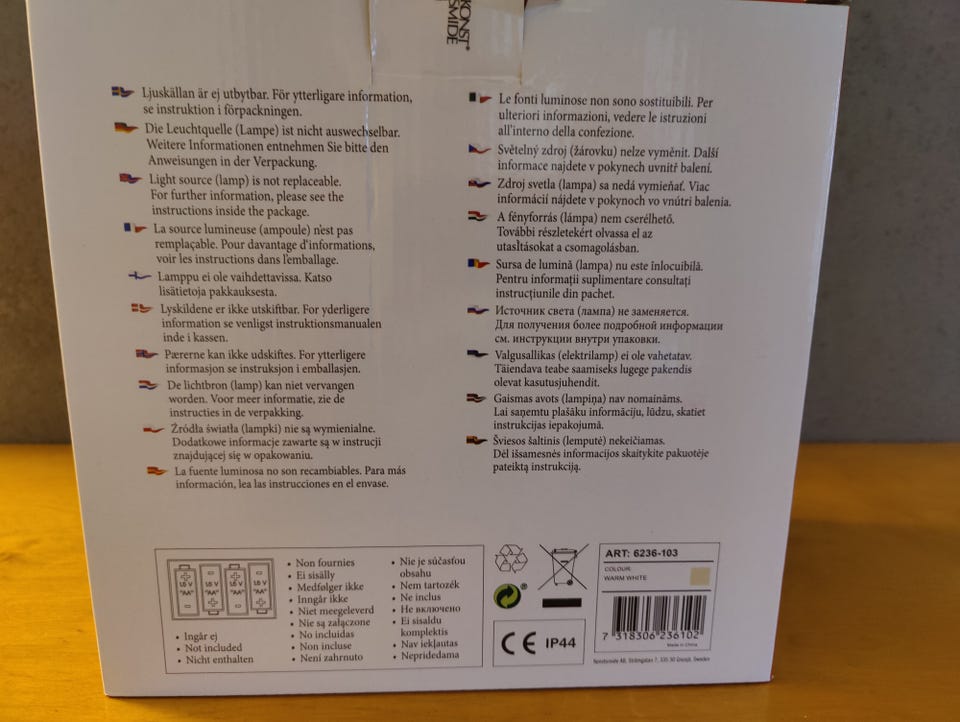 KONST
SMIDE
Ljuskällan är ej utbytbar. För ytterligare information,
se instruktion i förpackningen.
Die Leuchtquelle (Lampe) ist nicht auswechselbar.
Weitere Informationen entnehmen Sie bitte den
Anweisungen in der Verpackung.
Light source (lamp) is not replaceable.
For further information, please see the
instructions inside the package.
La source lumineuse (ampoule) n'est pas
remplaçable. Pour davantage d'informations,
voir les instructions dans l'emballage.
Lamppu ei ole vaihdettavissa. Katso
lisätietoja pakkauksesta.
Lyskildene er ikke utskiftbar. For yderligere
information se venligst instruktionsmanualen
inde i kassen.
Pærerne kan ikke udskiftes. For ytterligere
informasjon se instruksjon i emballasjen.
De lichtbron (lamp) kan niet vervangen
worden. Voor meer informatie, zie de
instructies in de verpakking.
Źródła światła (lampki) nie są wymienialne.
Dodatkowe informacje zawarte są w instrucji
znajdującej się w opakowaniu.
La fuente luminosa no son recambiables. Para más
información, lea las instrucciones en el envase.
Le fonti luminose non sono sostituibili. Per
ulteriori informazioni, vedere le istruzioni
all'interno della confezione.
Světelný zdroj (žárovku) nelze vyměnit. Další
informace najdete v pokynech uvnitř balení.
Zdroj svetla (lampa) sa nedá vymieňať. Viac
informácií nájdete v pokynoch vo vnútri balenia.
A fényforrás (lámpa) nem cserélhető.
További részletekért olvassa el az
utasításokat a csomagolásban.
Sursa de lumină (lampa) nu este înlocuibilă.
Pentru informații suplimentare consultați
instrucțiunile din pachet.
Источник света (лампа) не заменяется.
Для получения более подробной информации
см. инструкции внутри упаковки.
Valgusallikas (elektrilamp) ei ole vahetatav.
Täiendava teabe saamiseks lugege pakendis
olevat kasutusjuhendit.
Gaismas avots (lampiņa) nav nomaināms.
Lai saņemtu plašāku informāciju, lūdzu, skatiet
instrukcijas iepakojumā.
Šviesos šaltinis (lemputė) nekeičiamas.
Dėl išsamesnės informacijos skaitykite pakuotėje
pateiktą instrukciją.
1.5 V "AA" 1.5 V "AA" 1.5 V "AA" 1.5 V "AA"
• Ingår ej
• Not included
• Nicht enthalten
• Non fournies
• Ei sisälly
• Medfølger ikke
• Inngår ikke
• Niet meegeleverd
• Nie są załączone
• No incluidas
• Non incluse
• Není zahrnuto
• Nie je súčasťou
obsahu
• Nem tartozék
• Ne inclus
• Не включено
• Ei sisaldu
komplektis
• Nav iekļautas
• Nepridedama
CE IP44
ART: 6236-103
COLOUR
WARM WHITE
7 318306 236102
Made in China
Konstsmide AB, Strömgatan 7, 335 30 Gnosjö, Sweden